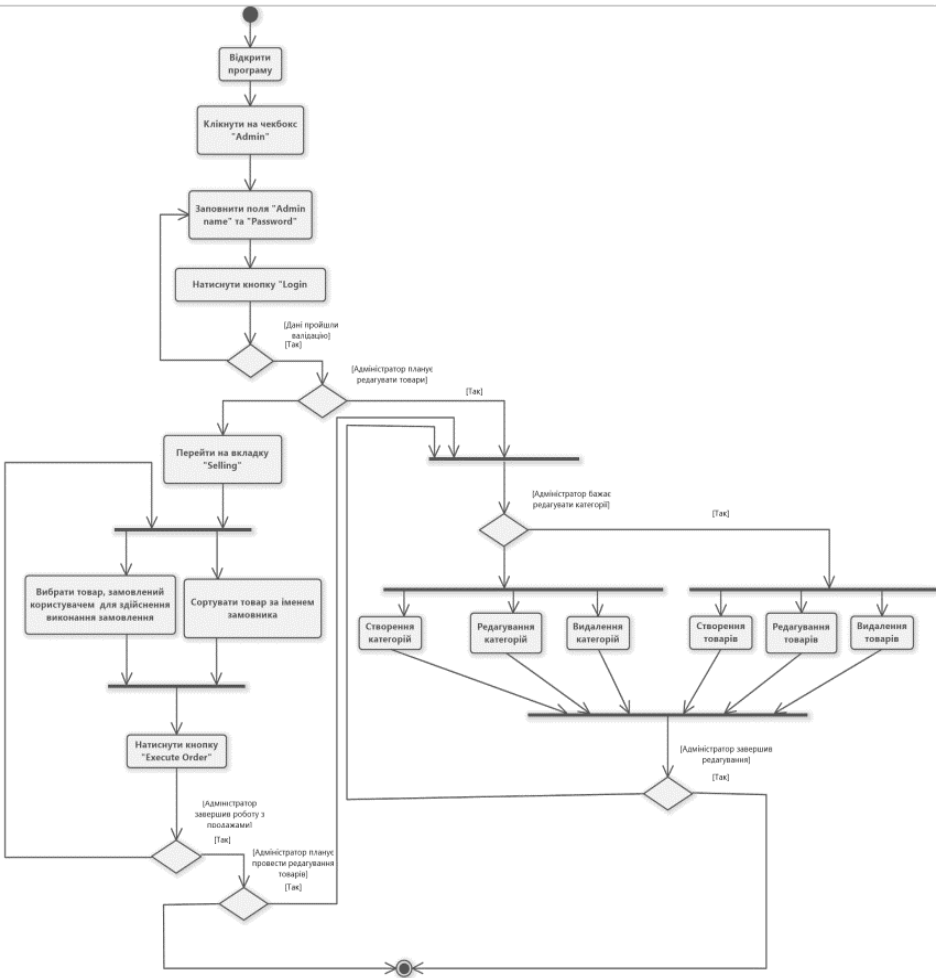 Відкрити
програму
Клікнути на чекбокс
"Admin"
Заповнити поля "Admin
name" та "Password"
Натиснути кнопку "Login
[Дані пройшли
валідацію]
[Так]
[Адміністратор планує
редагувати товари]
[Так]
Перейти на вкладку
"Selling"
[Адміністратор бажає
редагувати категорії]
[Так]
Вибрати товар, замовлений
користувачем для здійснення
виконання замовлення
Сортувати товар за іменем
замовника
Створення
категорій
Редагування
категорій
Видалення
категорій
Створення
товарів
Редагування
товарів
Видалення
товарів
Натиснути кнопку
"Execute Order"
[Адміністратор завершив
редагування]
[Так]
[Адміністратор
завершив роботу з
продажами]
[Так]
[Адміністратор планує
провести редагування
товарів]
[Так]